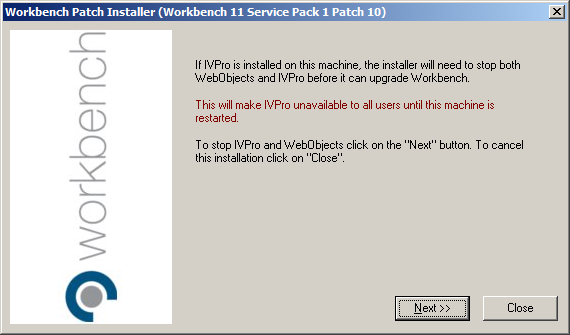 Workbench Patch Installer (Workbench 11 Service Pack 1 Patch 10)
workbench
If IVPro is installed on this machine, the installer will need to stop both
WebObjects and IVPro before it can upgrade Workbench.
This will make IVPro unavailable to all users until this machine is
restarted.
To stop IVPro and WebObjects click on the "Next" button. To cancel
this installation click on "Close".
Next >>
Close